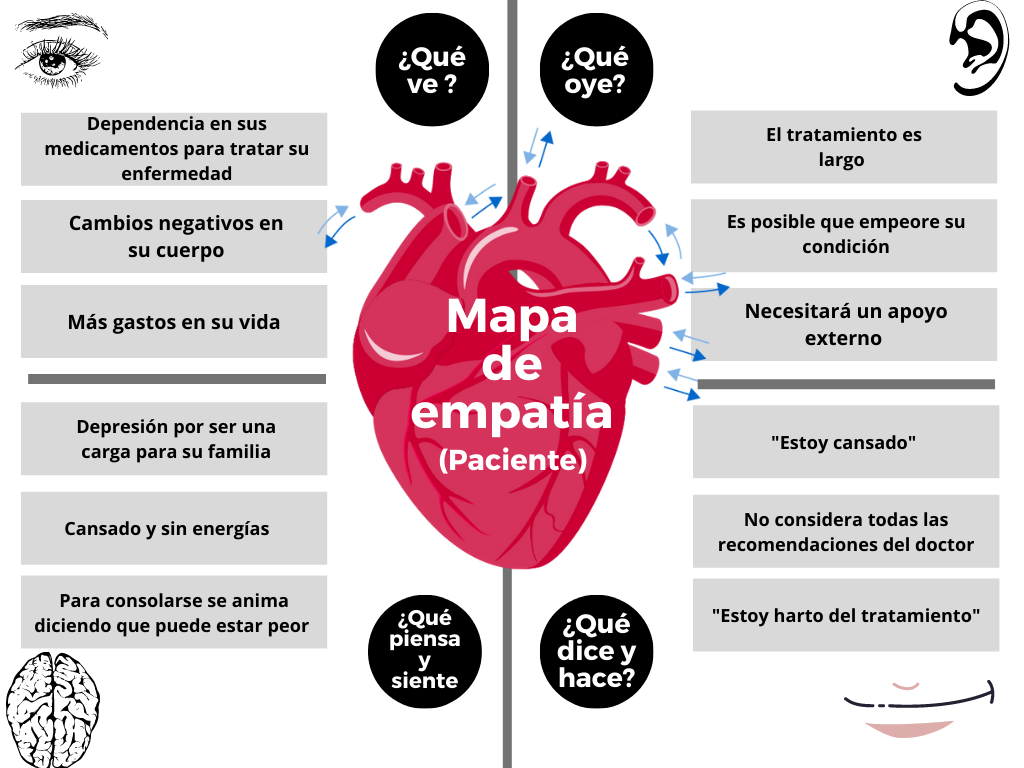 ¿Qué
ve ?
Dependencia en sus
medicamentos para tratar su
enfermedad
Cambios negativos en
su cuerpo
Más gastos en su vida
¿Qué
oye?
El tratamiento es
largo
Es posible que empeore su
condición
Necesitará un apoyo
externo
Mapa
de
empatía
(Paciente)
Depresión por ser una
carga para su familia
Cansado y sin energías
Para consolarse se anima
diciendo que puede estar peor
¿Qué
piensa
y
siente
"Estoy cansado"
No considera todas las
recomendaciones del doctor
"Estoy harto del tratamiento"
¿Qué
dice y
hace?